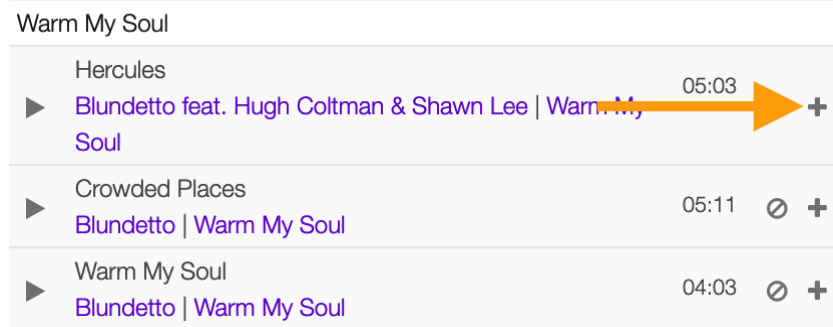 Warm My Soul
Hercules
05:03
Blundetto feat. Hugh Coltman & Shawn Lee | Warm My
Soul
Crowded Places
05:11
Blundetto | Warm My Soul
Warm My Soul
04:03
Blundetto | Warm My Soul